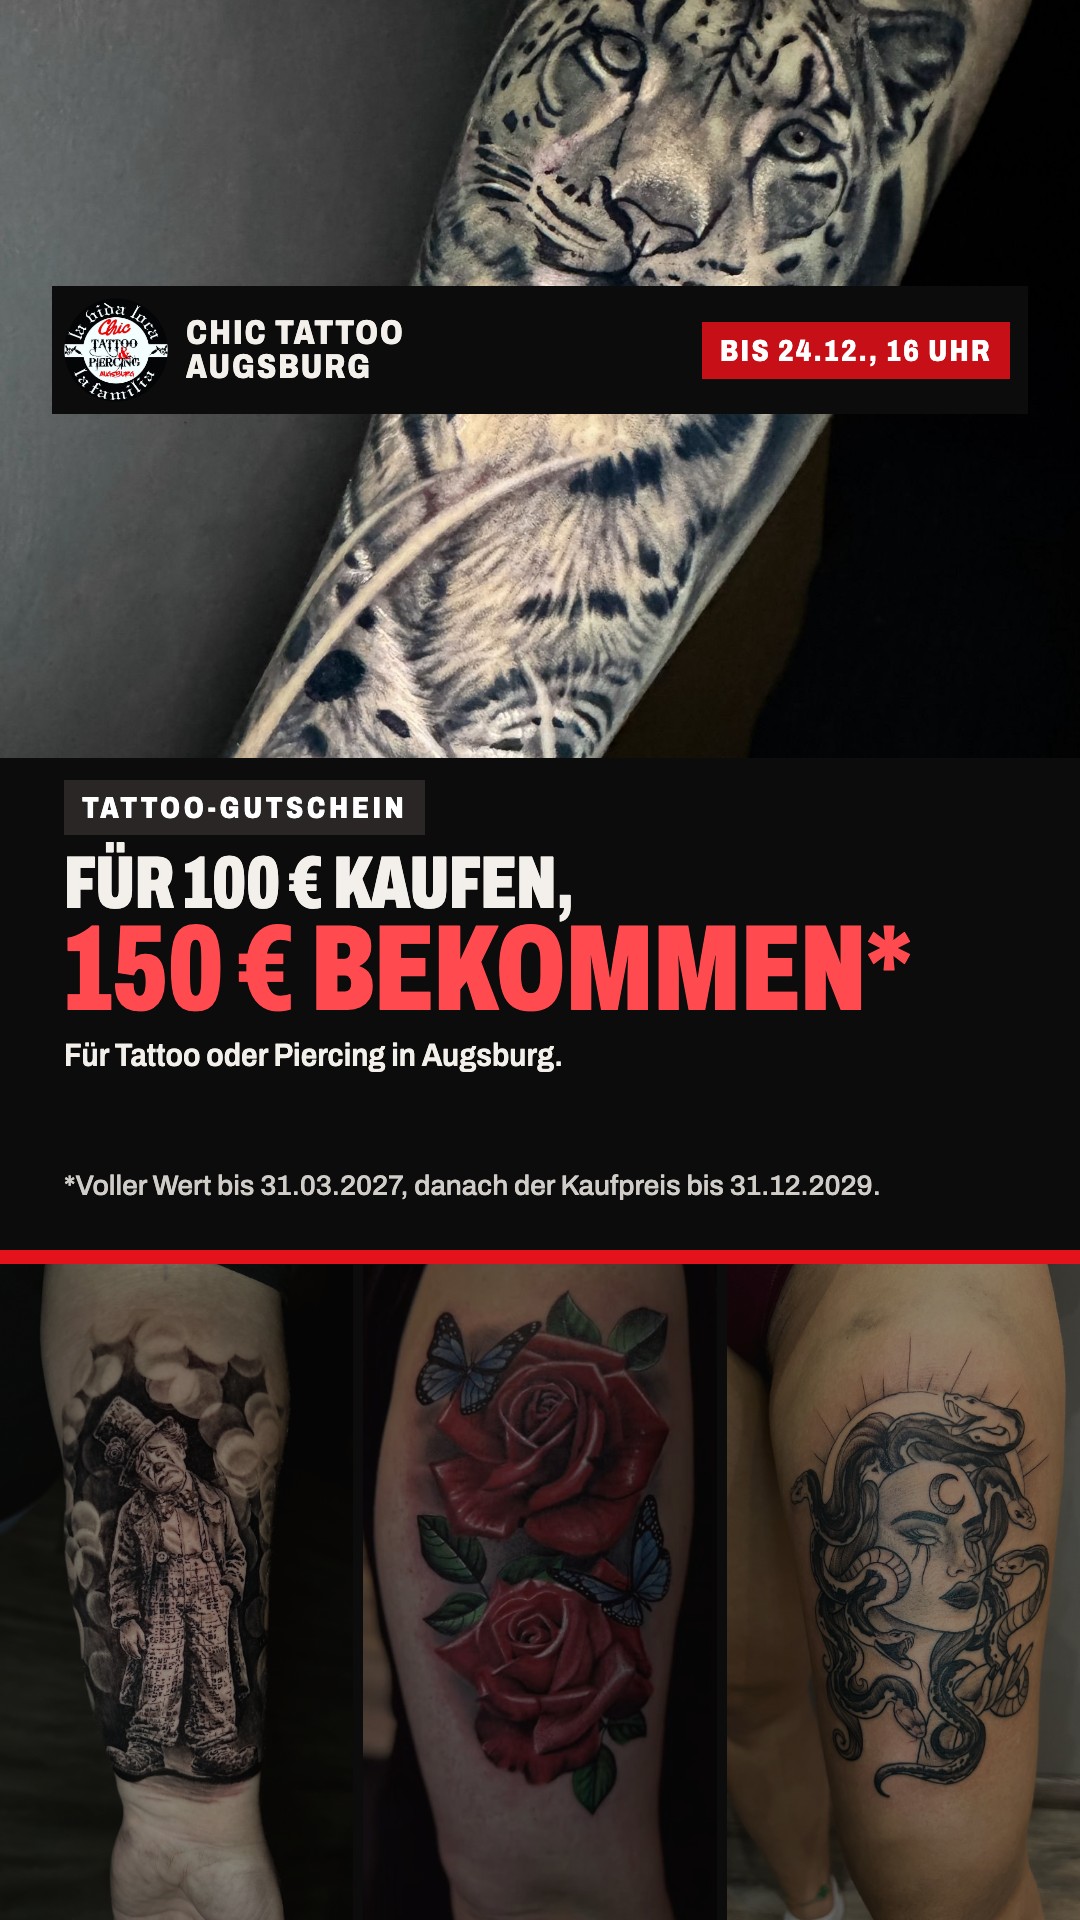 la vida loca
Chic
TATTOO
&
PIERCING
AUGSBURG
la familia
CHIC TATTOO
AUGSBURG
BIS 24.12., 16 UHR
TATTOO-GUTSCHEIN
FÜR 100 € KAUFEN,
150 € BEKOMMEN*
Für Tattoo oder Piercing in Augsburg.
*Voller Wert bis 31.03.2027, danach der Kaufpreis bis 31.12.2029.